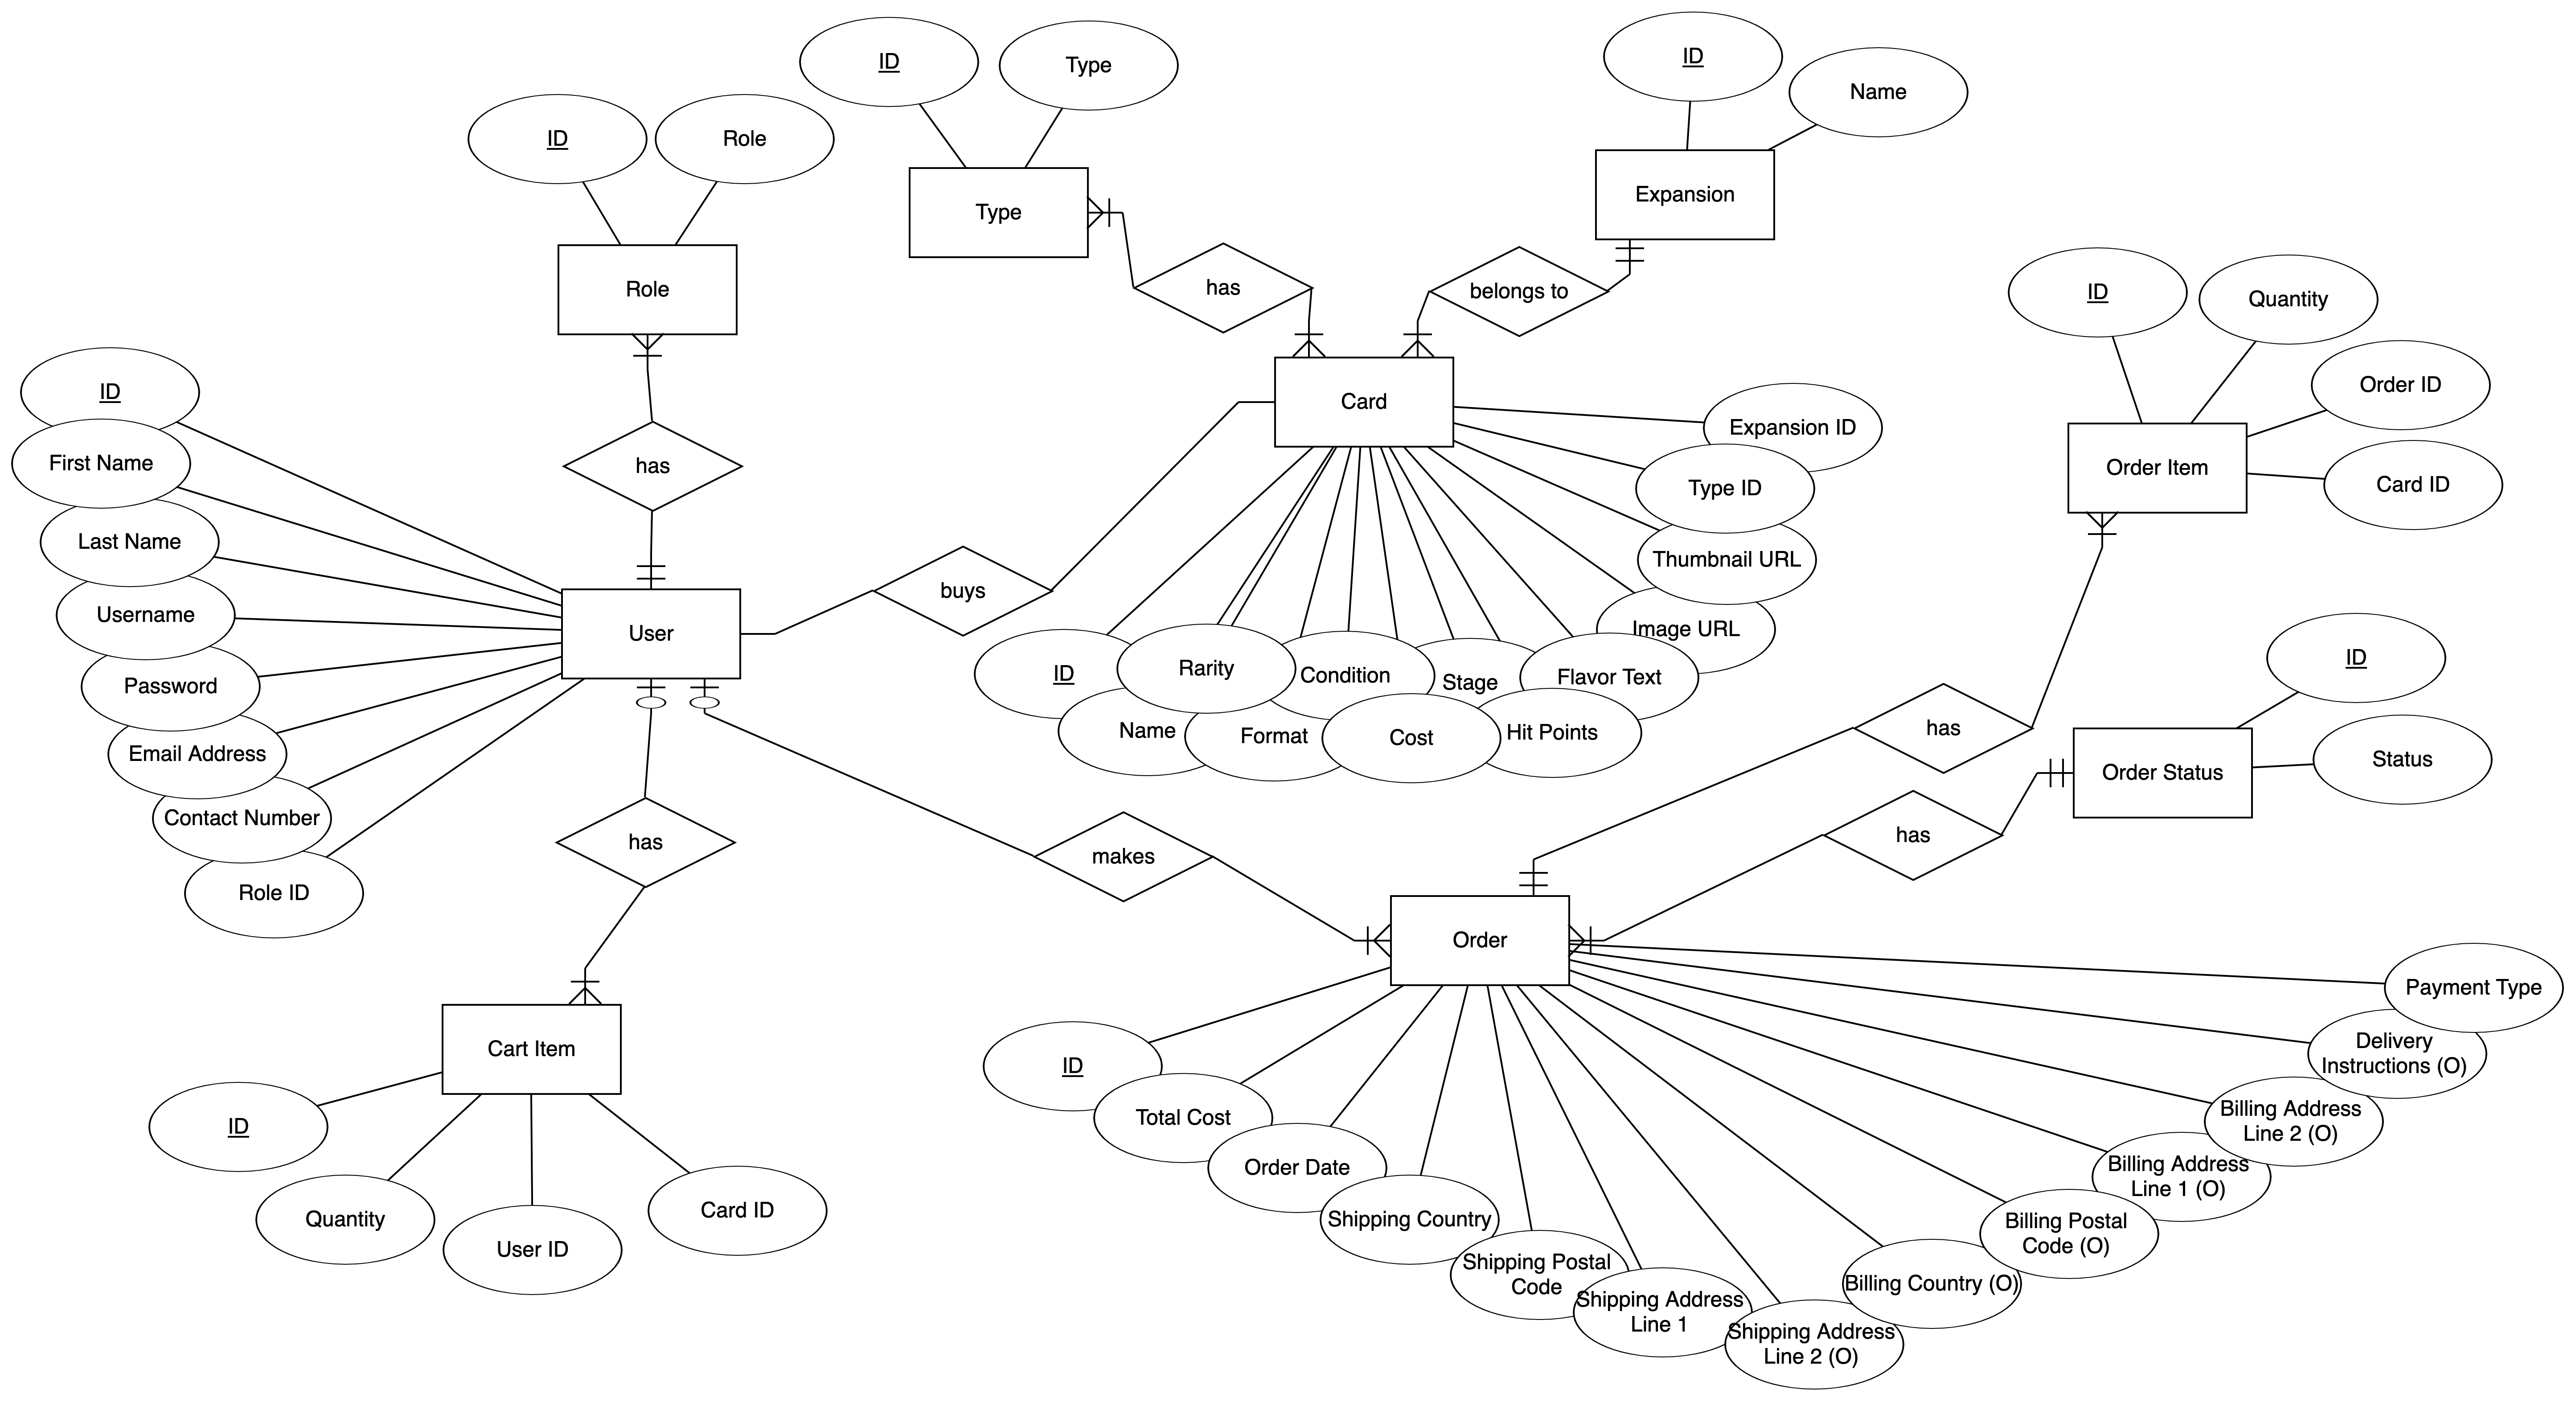 ID
Type
ID
Name
ID
Role
Type
Expansion
Role
has
belongs to
ID
Quantity
Order ID
Card ID
Order Item
Card
ID
First Name
Last Name
Username
Password
Email Address
Contact Number
Role ID
has
User
buys
Expansion ID
Type ID
Thumbnail URL
Image URL
Flavor Text
Hit Points
Stage
Cost
Condition
Format
Rarity
Name
ID
has
ID
Status
Order Status
has
has
makes
Order
Cart Item
ID
Quantity
User ID
Card ID
ID
Total Cost
Order Date
Shipping Country
Shipping Postal
Code
Shipping Address
Line 1
Shipping Address
Line 2 (O)
Billing Country (O)
Billing Postal
Code (O)
Billing Address
Line 1 (O)
Billing Address
Line 2 (O)
Delivery
Instructions (O)
Payment Type